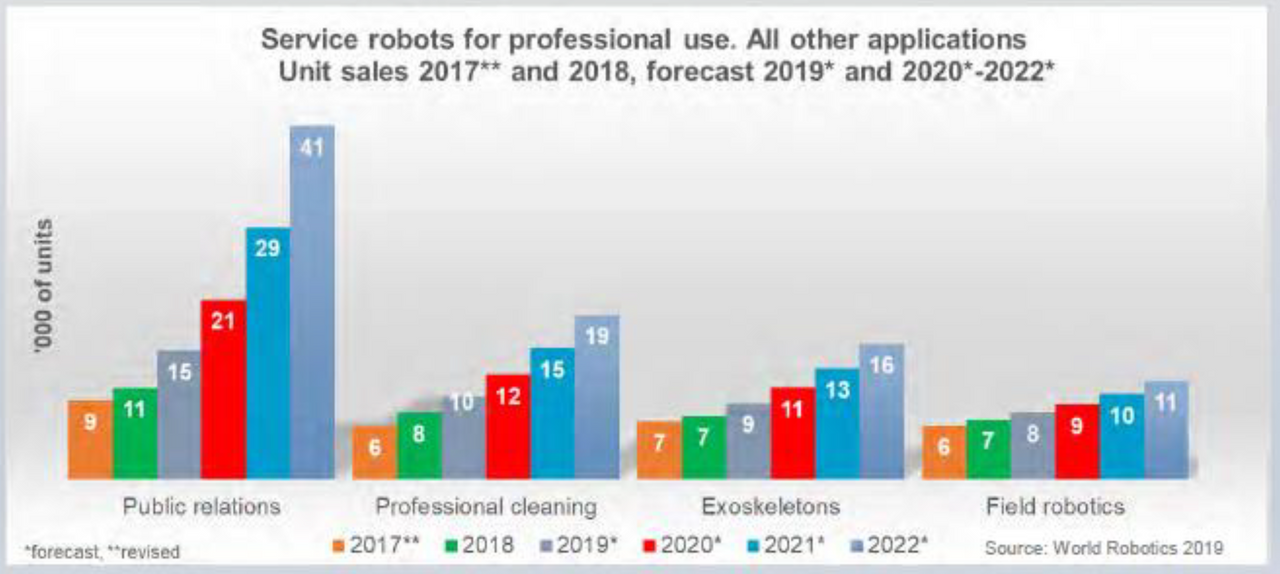 Service robots for professional use. All other applications
Unit sales 2017** and 2018, forecast 2019* and 2020*-2022*
'000 of units
9 11 15 21 29 41
6 8 10 12 15 19
7 7 9 11 13 16
6 7 8 9 10 11
Public relations Professional cleaning Exoskeletons Field robotics
2017** 2018 2019* 2020* 2021* 2022*
*forecast, **revised
Source: World Robotics 2019